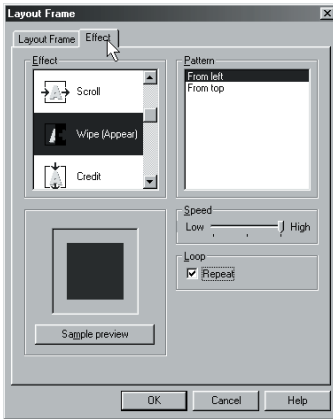 Layout Frame
Layout Frame Effect
Effect
Scroll
Wipe (Appear)
Credit
Pattern
From left
From top
Speed
Low High
Loop
Repeat
Sample preview
OK Cancel Help